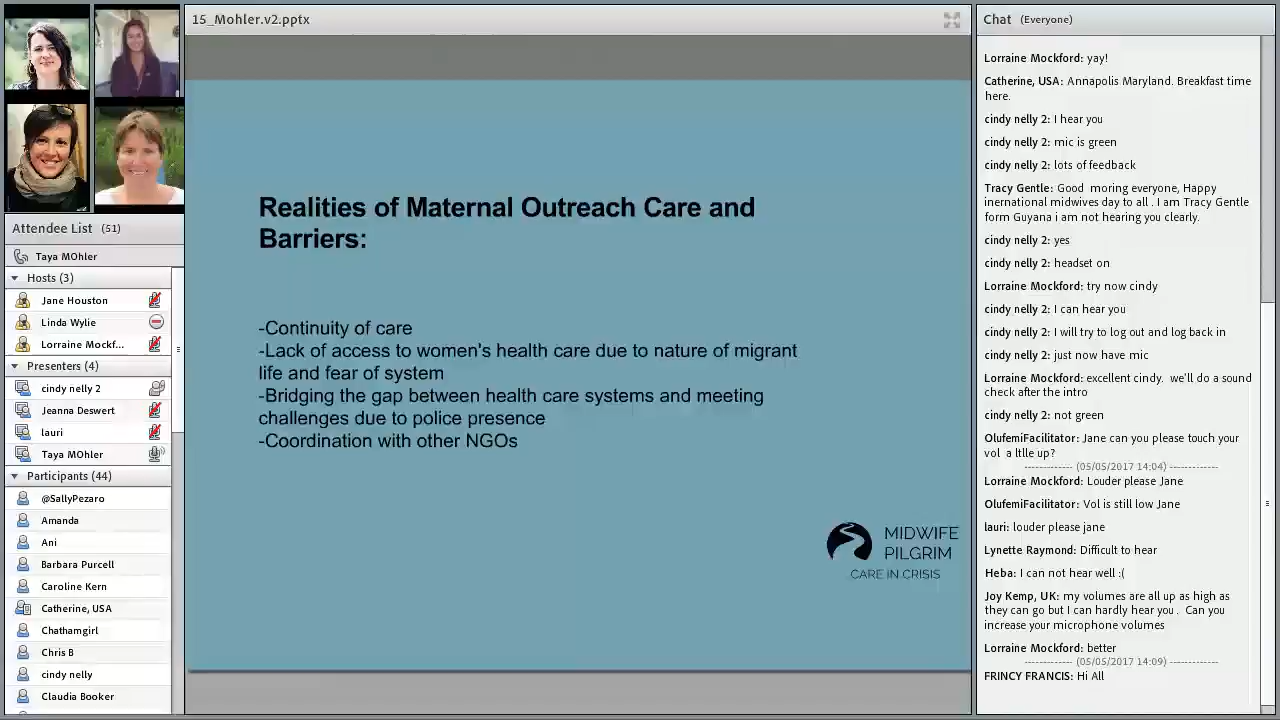 15_Mohler.v2.pptx
Attendee List (51)
Taya MOhler
Hosts (3)
Jane Houston
Linda Wylie
Lorraine Mockf...
Presenters (4)
cindy nelly 2
Jeanna Deswert
lauri
Taya MOhler
Participants (44)
@SallyPezaro
Amanda
Ani
Barbara Purcell
Caroline Kern
Catherine, USA
Chathamgirl
Chris B
cindy nelly
Claudia Booker
Realities of Maternal Outreach Care and
Barriers:
-Continuity of care
-Lack of access to women's health care due to nature of migrant
life and fear of system
-Bridging the gap between health care systems and meeting
challenges due to police presence
-Coordination with other NGOs
MIDWIFE
PILGRIM
CARE IN CRISIS
Chat (Everyone)
Lorraine Mockford: yay!
Catherine, USA: Annapolis Maryland. Breakfast time
here.
cindy nelly 2: I hear you
cindy nelly 2: mic is green
cindy nelly 2: lots of feedback
Tracy Gentle: Good moring everyone, Happy
inernational midwives day to all . I am Tracy Gentle
form Guyana i am not hearing you clearly.
cindy nelly 2: yes
cindy nelly 2: headset on
Lorraine Mockford: try now cindy
cindy nelly 2: I can hear you
cindy nelly 2: I will try to log out and log back in
cindy nelly 2: just now have mic
Lorraine Mockford: excellent cindy. we'll do a sound
check after the intro
cindy nelly 2: not green
OlufemiFacilitator: Jane can you please touch your
vol a ltlle up?
------------- (05/05/2017 14:04) -------------
Lorraine Mockford: Louder please Jane
OlufemiFacilitator: Vol is still low Jane
lauri: louder please jane
Lynette Raymond: Difficult to hear
Heba: I can not hear well :(
Joy Kemp, UK: my volumes are all up as high as
they can go but I can hardly hear you . Can you
increase your microphone volumes
Lorraine Mockford: better
------------- (05/05/2017 14:09) -------------
FRINCY FRANCIS: Hi All